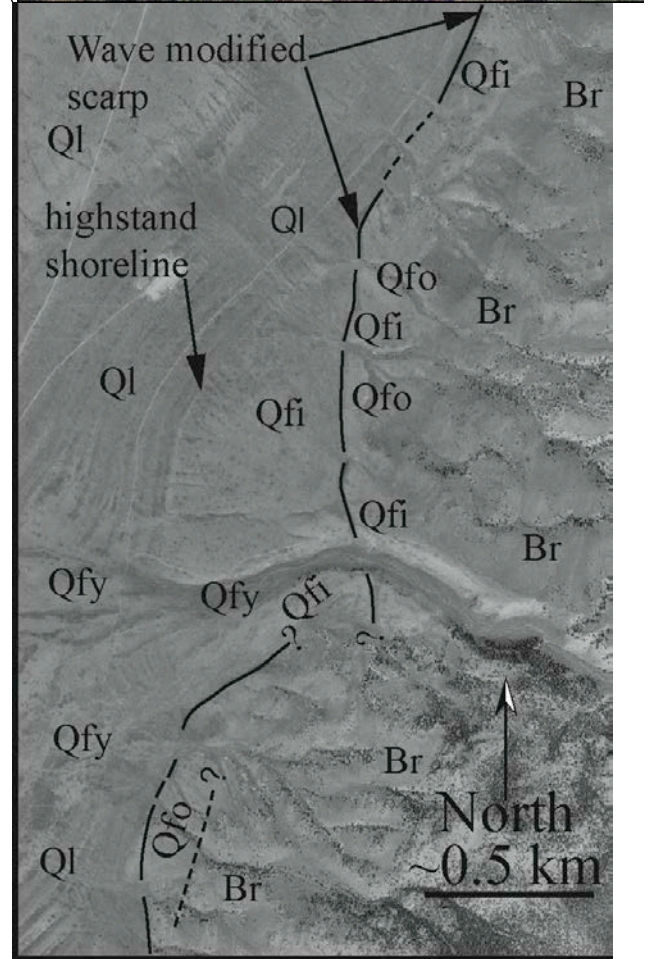 Wave modified
scarp
Qfi
Br
Ql
highstand
shoreline
Ql
Qfo
Br
Qfi
Ql
Qfi
Qfo
Qfi
Br
Qfy
Qfy
Qfi
?
?
Qfy
Br
?
Qfo
North
~0.5 km
Ql
Br